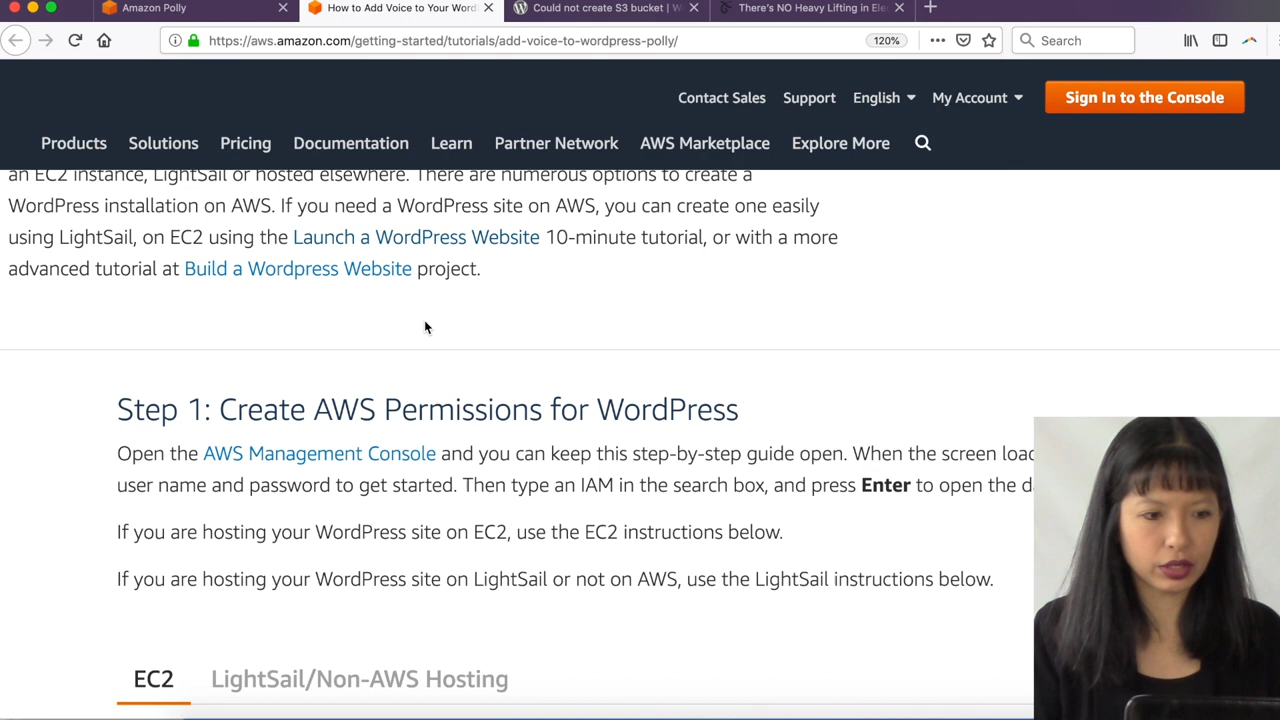 Amazon Polly
How to Add Voice to Your Word
Could not create S3 bucket | W
There's NO Heavy Lifting in Ele
https://aws.amazon.com/getting-started/tutorials/add-voice-to-wordpress-polly/
120%
Search
Contact Sales Support English My Account Sign In to the Console
Products Solutions Pricing Documentation Learn Partner Network AWS Marketplace Explore More
an EC2 instance, LightSail or hosted elsewhere. There are numerous options to create a
WordPress installation on AWS. If you need a WordPress site on AWS, you can create one easily
using LightSail, on EC2 using the Launch a WordPress Website 10-minute tutorial, or with a more
advanced tutorial at Build a Wordpress Website project.
Step 1: Create AWS Permissions for WordPress
Open the AWS Management Console and you can keep this step-by-step guide open. When the screen load
user name and password to get started. Then type an IAM in the search box, and press Enter to open the d
If you are hosting your WordPress site on EC2, use the EC2 instructions below.
If you are hosting your WordPress site on LightSail or not on AWS, use the LightSail instructions below.
EC2 LightSail/Non-AWS Hosting